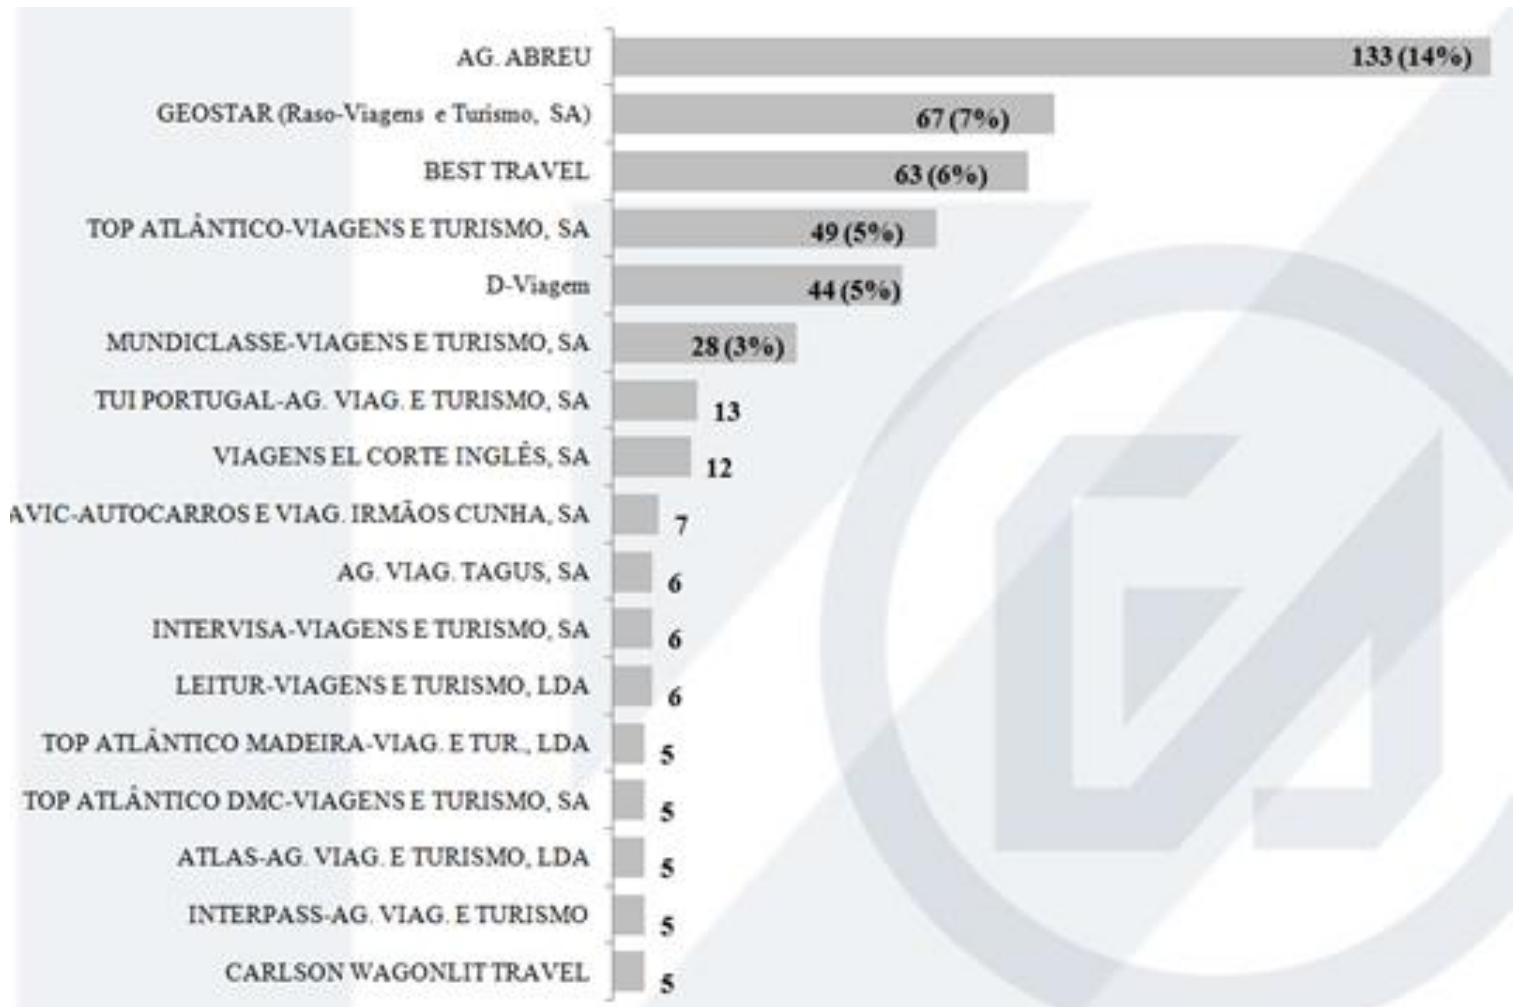 AG. ABREU 133 (14%)
GEOSTAR (Raso-Viagens e Turismo, SA) 67 (7%)
BEST TRAVEL 63 (6%)
TOP ATLÂNTICO-VIAGENS E TURISMO, SA 49 (5%)
D-Viagem 44 (5%)
MUNDICLASSE-VIAGENS E TURISMO, SA 28 (3%)
TUI PORTUGAL-AG. VIAG. E TURISMO, SA 13
VIAGENS EL CORTE INGLÊS, SA 12
AVIC-AUTOCARROS E VIAG. IRMÃOS CUNHA, SA 7
AG. VIAG. TAGUS, SA 6
INTERVISA-VIAGENS E TURISMO, SA 6
LEITUR-VIAGENS E TURISMO, LDA 6
TOP ATLÂNTICO MADEIRA-VIAG. E TUR., LDA 5
TOP ATLÂNTICO DMC-VIAGENS E TURISMO, SA 5
ATLAS-AG. VIAG. E TURISMO, LDA 5
INTERPASS-AG. VIAG. E TURISMO 5
CARLSON WAGONLIT TRAVEL 5